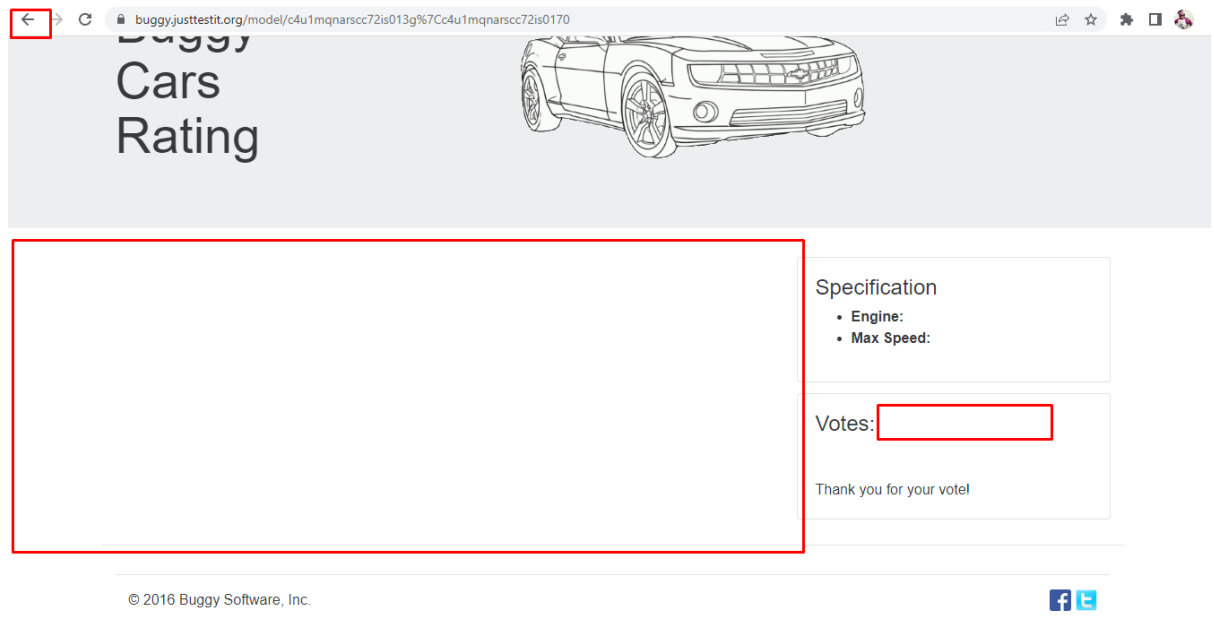 buggy.justtestit.org/model/c4u1mqnarscc72is013g%7Cc4u1mqnarscc72is0170
Buggy
Cars
Rating
Specification
• Engine:
• Max Speed:
Votes:
Thank you for your vote!
© 2016 Buggy Software, Inc.